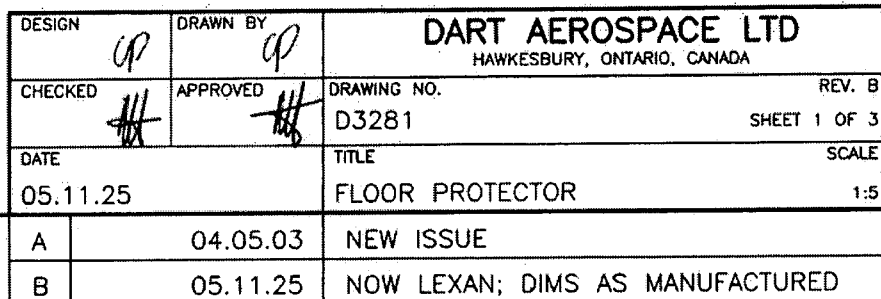 DESIGN
CP
DRAWN BY
CP
DART AEROSPACE LTD
HAWKESBURY, ONTARIO, CANADA
CHECKED
APPROVED
DRAWING NO.
REV. B
D3281
SHEET 1 OF 3
DATE
TITLE
SCALE
05.11.25
FLOOR PROTECTOR
1:5
A 04.05.03 NEW ISSUE
B 05.11.25 NOW LEXAN; DIMS AS MANUFACTURED